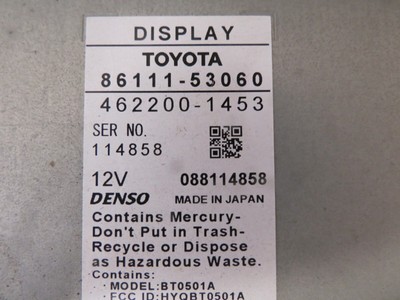 DISPLAY
TOYOTA
86111-53060
462200-1453
SER NO.
114858
12V 088114858
DENSO MADE IN JAPAN
Contains Mercury-
Don't Put in Trash-
Recycle or Dispose
as Hazardous Waste.
Contains:
·MODEL:BT0501A
·FCC ID:HYQBT0501A